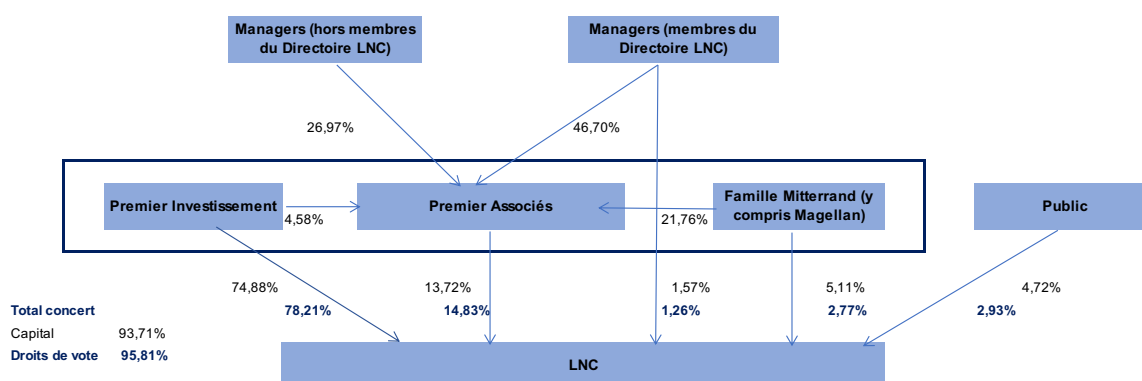 Managers (hors membres
du Directoire LNC)
Managers (membres du
Directoire LNC)
26,97%
46,70%
Premier Investissement
4,58%
Premier Associés
21,76%
Famille Mitterrand (y
compris Magellan)
Public
74,88%
13,72%
1,57%
5,11%
4,72%
Total concert
78,21%
14,83%
1,26%
2,77%
2,93%
Capital 93,71%
Droits de vote 95,81%
LNC